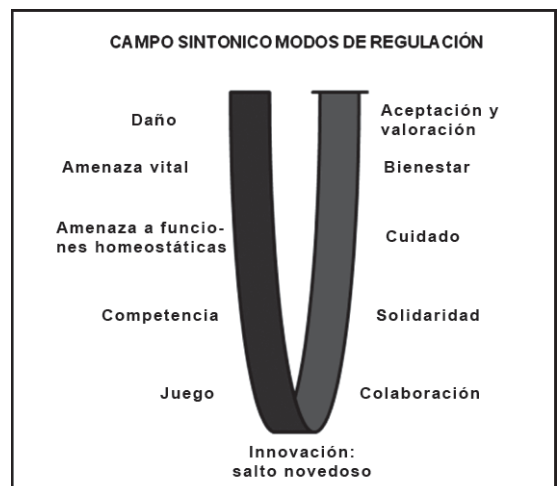 CAMPO SINTONICO MODOS DE REGULACIÓN
Daño
Aceptación y
valoración
Amenaza vital
Bienestar
Amenaza a funcio-
nes homeostáticas
Cuidado
Competencia
Solidaridad
Juego
Colaboración
Innovación:
salto novedoso